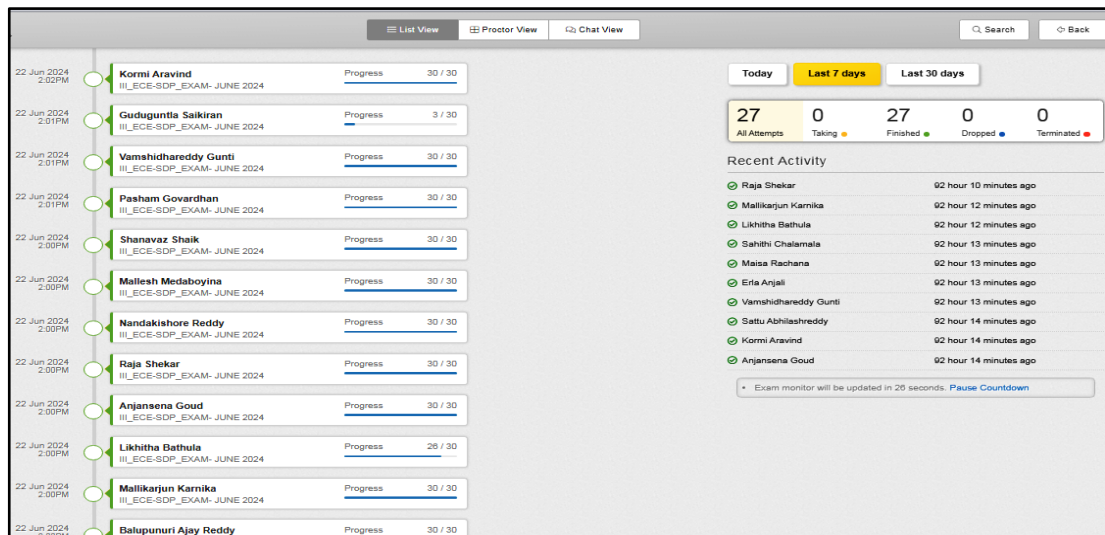 List View Proctor View Chat View Search Back
22 Jun 2024
2:02PM
Kormi Aravind Progress 30 / 30
III_ECE-SDP_EXAM- JUNE 2024
22 Jun 2024
2:01PM
Guduguntla Saikiran Progress 3 / 30
III_ECE-SDP_EXAM- JUNE 2024
22 Jun 2024
2:01PM
Vamshidhareddy Gunti Progress 30 / 30
III_ECE-SDP_EXAM- JUNE 2024
22 Jun 2024
2:01PM
Pasham Govardhan Progress 30 / 30
III_ECE-SDP_EXAM- JUNE 2024
22 Jun 2024
2:00PM
Shanavaz Shaik Progress 30 / 30
III_ECE-SDP_EXAM- JUNE 2024
22 Jun 2024
2:00PM
Mallesh Medaboyina Progress 30 / 30
III_ECE-SDP_EXAM- JUNE 2024
22 Jun 2024
2:00PM
Nandakishore Reddy Progress 30 / 30
III_ECE-SDP_EXAM- JUNE 2024
22 Jun 2024
2:00PM
Raja Shekar Progress 30 / 30
III_ECE-SDP_EXAM- JUNE 2024
22 Jun 2024
2:00PM
Anjansena Goud Progress 30 / 30
III_ECE-SDP_EXAM- JUNE 2024
22 Jun 2024
2:00PM
Likhitha Bathula Progress 26 / 30
III_ECE-SDP_EXAM- JUNE 2024
22 Jun 2024
2:00PM
Mallikarjun Karnika Progress 30 / 30
III_ECE-SDP_EXAM- JUNE 2024
22 Jun 2024
Balupunuri Ajay Reddy Progress 30 / 30
Today Last 7 days Last 30 days
27 0 27 0 0
All Attempts Taking Finished Dropped Terminated
Recent Activity
Raja Shekar 92 hour 10 minutes ago
Mallikarjun Karnika 92 hour 12 minutes ago
Likhitha Bathula 92 hour 12 minutes ago
Sahithi Chalamala 92 hour 13 minutes ago
Maisa Rachana 92 hour 13 minutes ago
Erla Anjali 92 hour 13 minutes ago
Vamshidhareddy Gunti 92 hour 13 minutes ago
Sattu Abhilashreddy 92 hour 14 minutes ago
Kormi Aravind 92 hour 14 minutes ago
Anjansena Goud 92 hour 14 minutes ago
• Exam monitor will be updated in 26 seconds. Pause Countdown